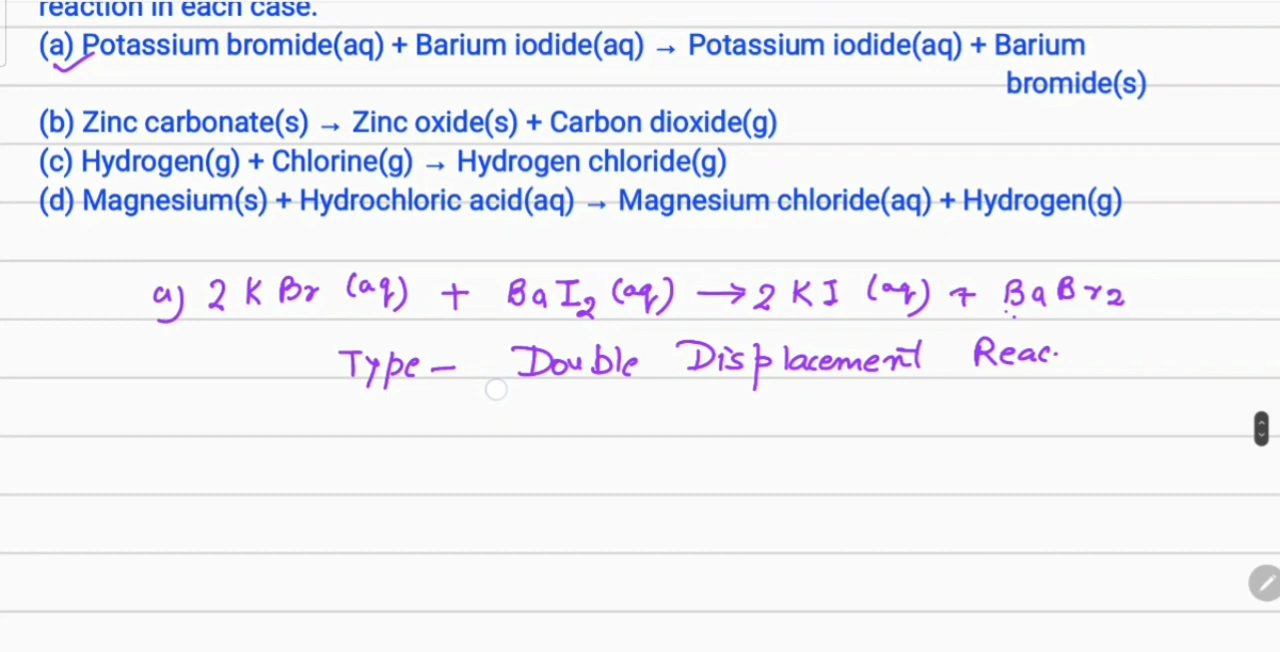 reaction in each case.
(a) Potassium bromide(aq) + Barium iodide(aq) → Potassium iodide(aq) + Barium
bromide(s)
(b) Zinc carbonate(s) → Zinc oxide(s) + Carbon dioxide(g)
(c) Hydrogen(g) + Chlorine(g) → Hydrogen chloride(g)
(d) Magnesium(s) + Hydrochloric acid(aq) → Magnesium chloride(aq) + Hydrogen(g)
a) 2 K Br (aq) + BaI₂ (aq) → 2 KI (aq) + BaBr2
Type - Double Displacement Reac.